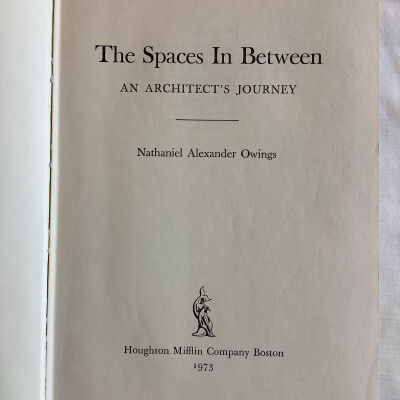 The Spaces In Between
AN ARCHITECT'S JOURNEY
Nathaniel Alexander Owings
Houghton Mifflin Company Boston
1973